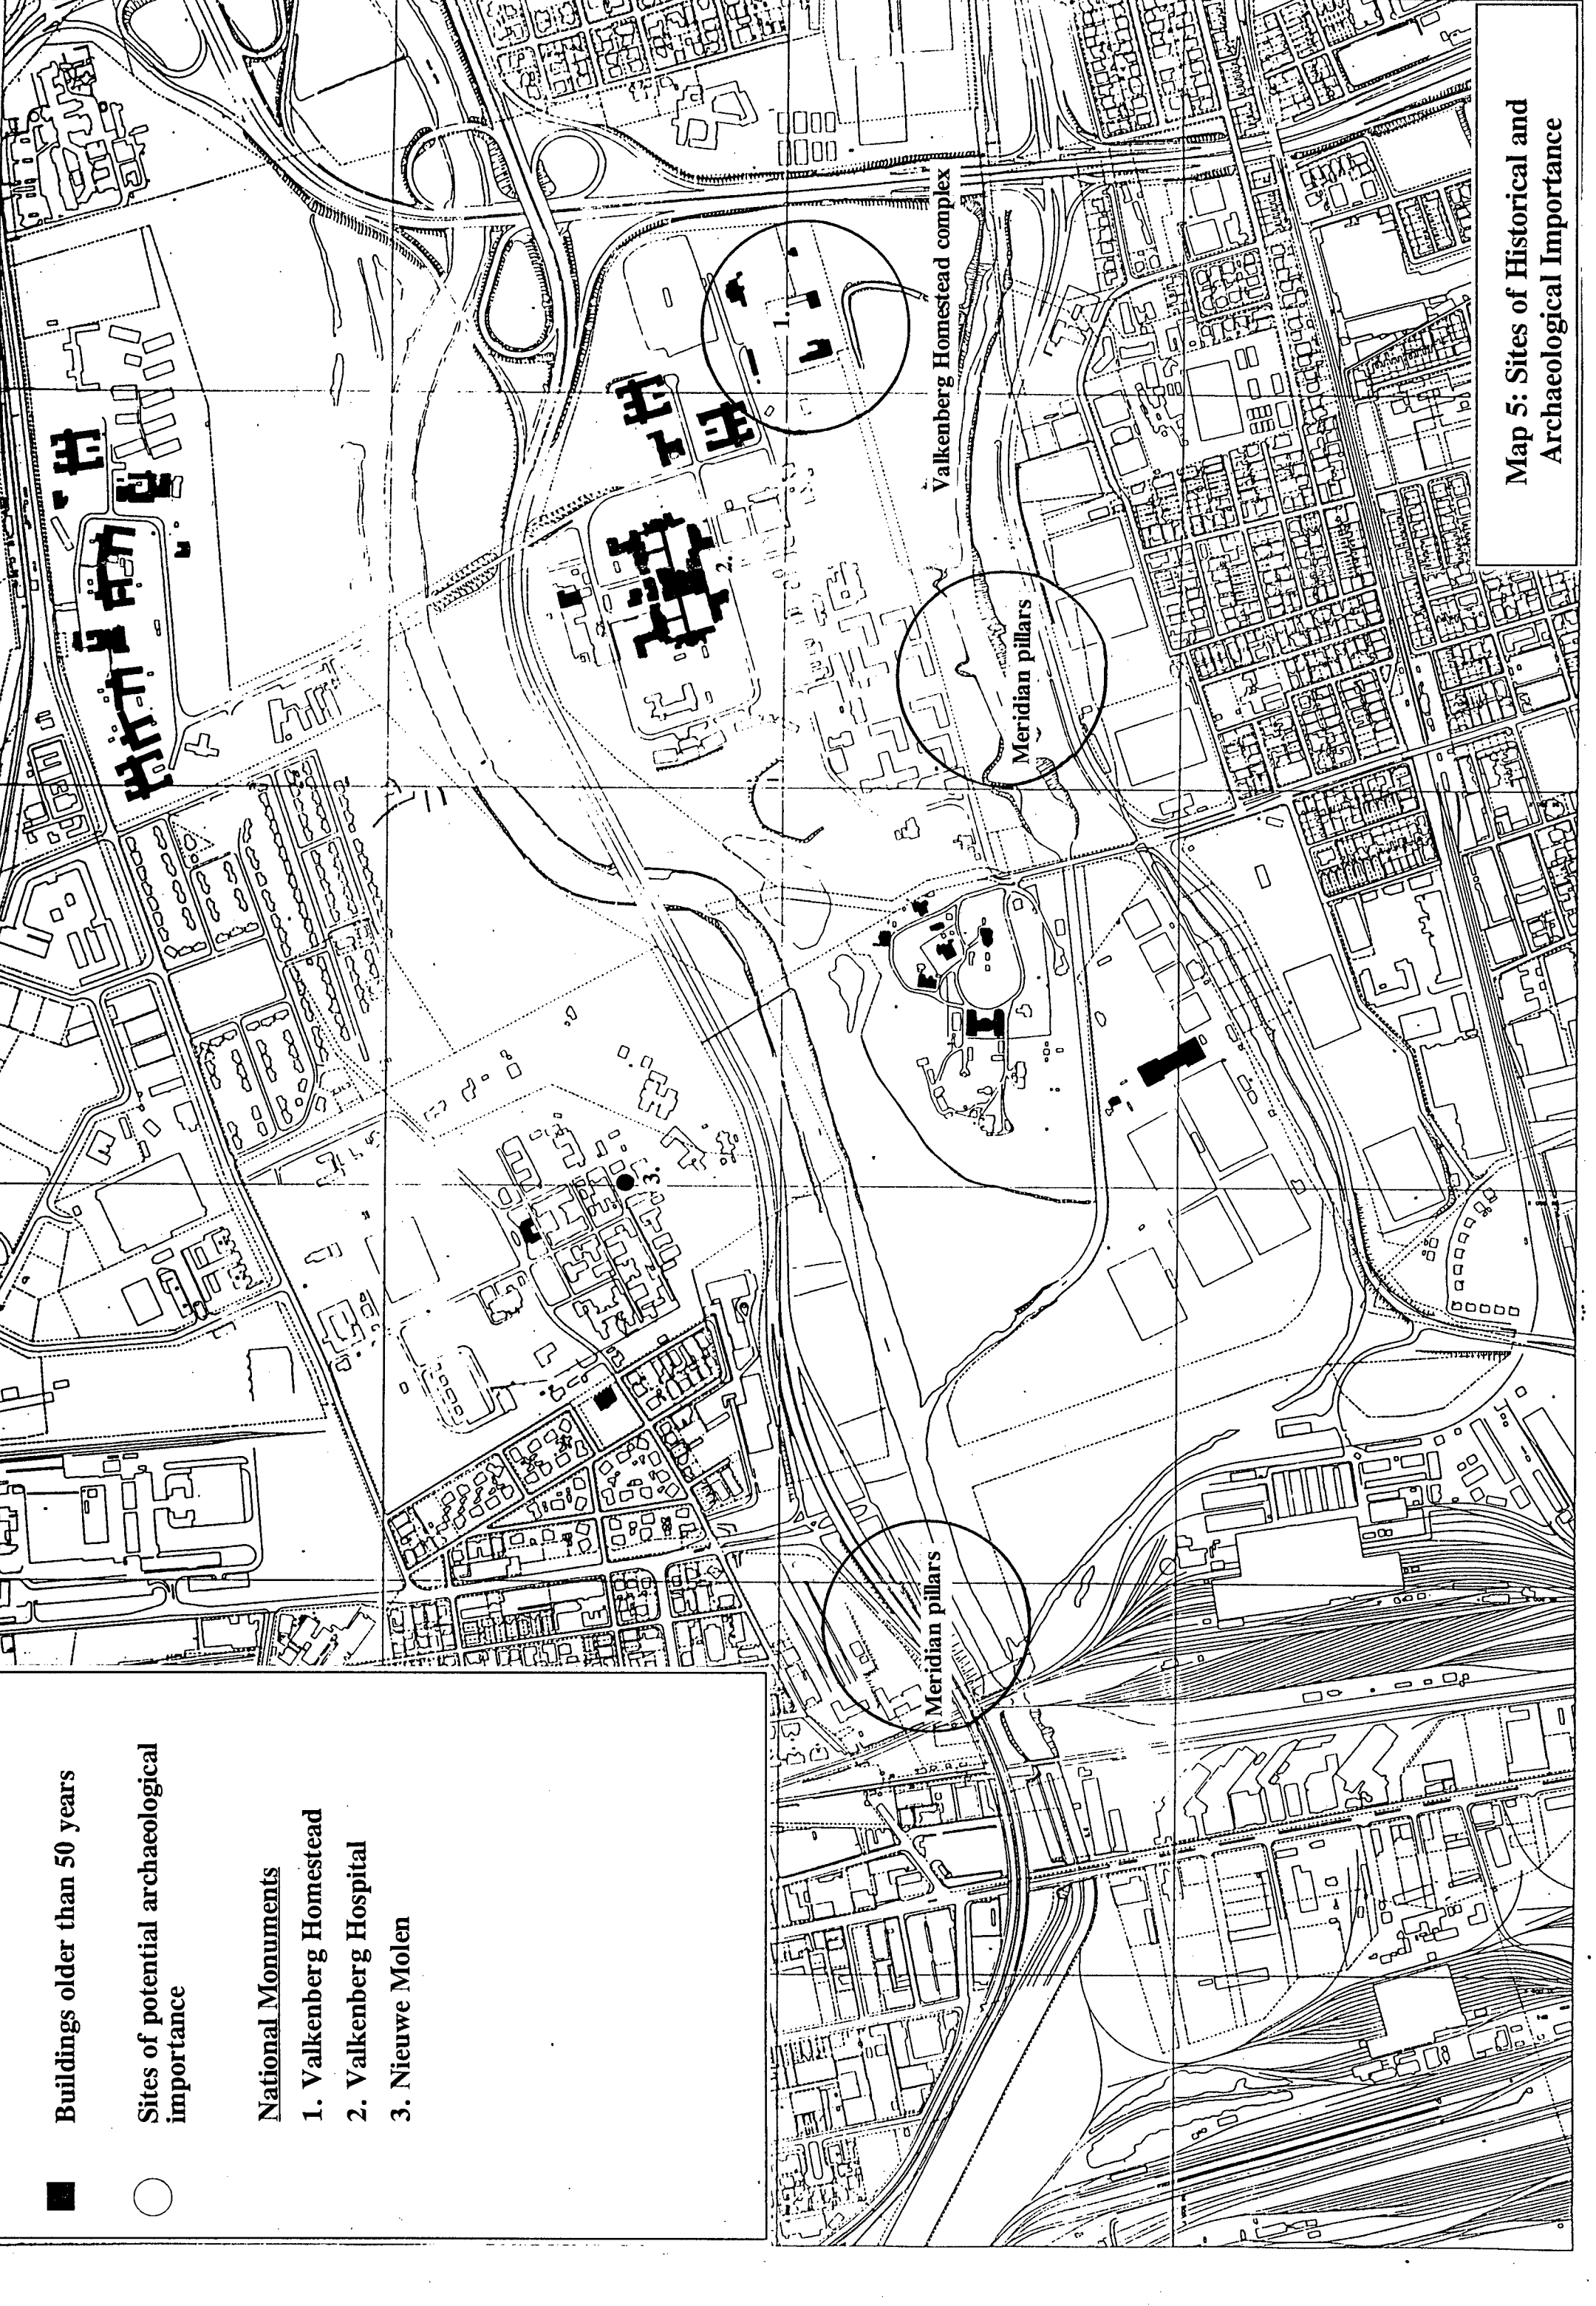 Buildings older than 50 years
Sites of potential archaeological
importance
National Monuments
1. Valkenberg Homestead
2. Valkenberg Hospital
3. Nieuwe Molen
Meridian pillars
3.
Meridian pillars
2.
1.
Valkenberg Homestead complex
Map 5: Sites of Historical and
Archaeological Importance